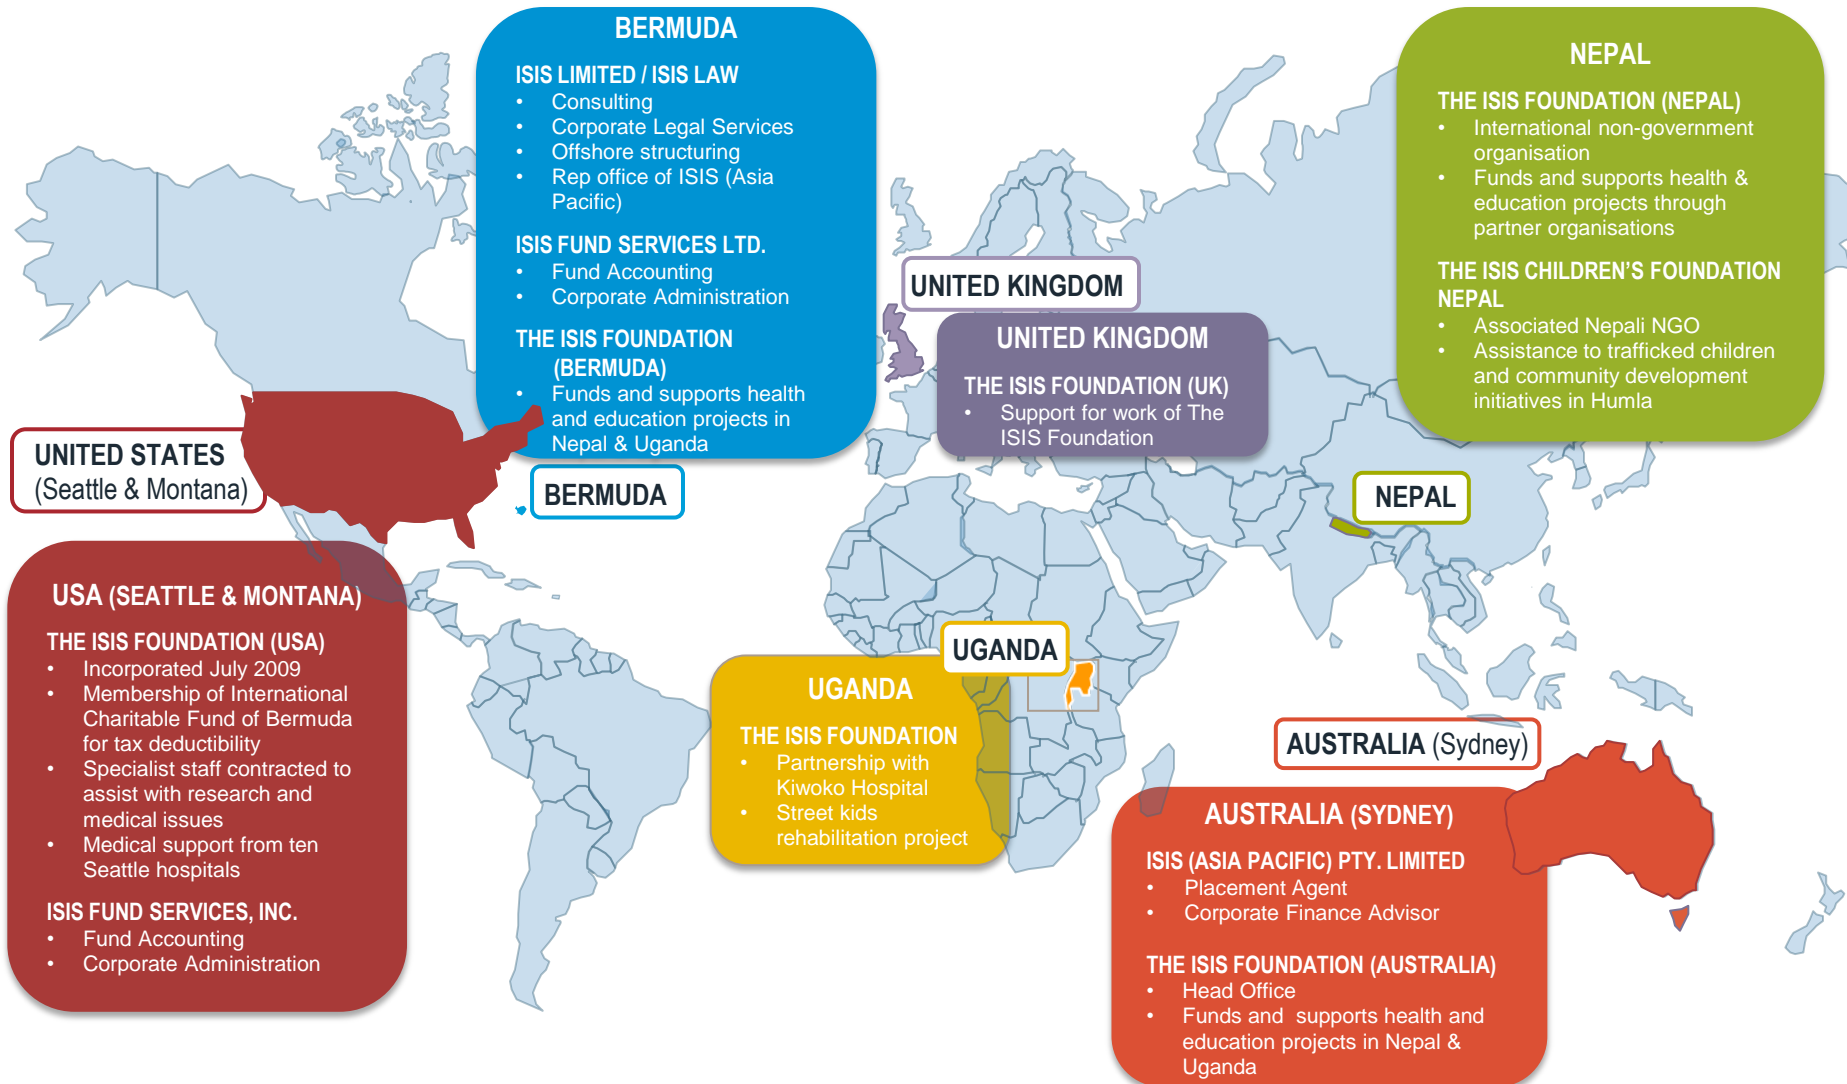 BERMUDA
ISIS LIMITED / ISIS LAW
• Consulting
• Corporate Legal Services
• Offshore structuring
• Rep office of ISIS (Asia
Pacific)
ISIS FUND SERVICES LTD.
• Fund Accounting
• Corporate Administration
THE ISIS FOUNDATION
(BERMUDA)
• Funds and supports health
and education projects in
Nepal & Uganda
BERMUDA
NEPAL
THE ISIS FOUNDATION (NEPAL)
• International non-government
organisation
• Funds and supports health &
education projects through
partner organisations
THE ISIS CHILDREN'S FOUNDATION
NEPAL
• Associated Nepali NGO
• Assistance to trafficked children
and community development
initiatives in Humla
NEPAL
UNITED KINGDOM
UNITED KINGDOM
THE ISIS FOUNDATION (UK)
• Support for work of The
ISIS Foundation
UNITED STATES
(Seattle & Montana)
USA (SEATTLE & MONTANA)
THE ISIS FOUNDATION (USA)
• Incorporated July 2009
• Membership of International
Charitable Fund of Bermuda
for tax deductibility
• Specialist staff contracted to
assist with research and
medical issues
• Medical support from ten
Seattle hospitals
ISIS FUND SERVICES, INC.
• Fund Accounting
• Corporate Administration
UGANDA
UGANDA
THE ISIS FOUNDATION
• Partnership with
Kiwoko Hospital
• Street kids
rehabilitation project
AUSTRALIA (Sydney)
AUSTRALIA (SYDNEY)
ISIS (ASIA PACIFIC) PTY. LIMITED
• Placement Agent
• Corporate Finance Advisor
THE ISIS FOUNDATION (AUSTRALIA)
• Head Office
• Funds and supports health and
education projects in Nepal &
Uganda